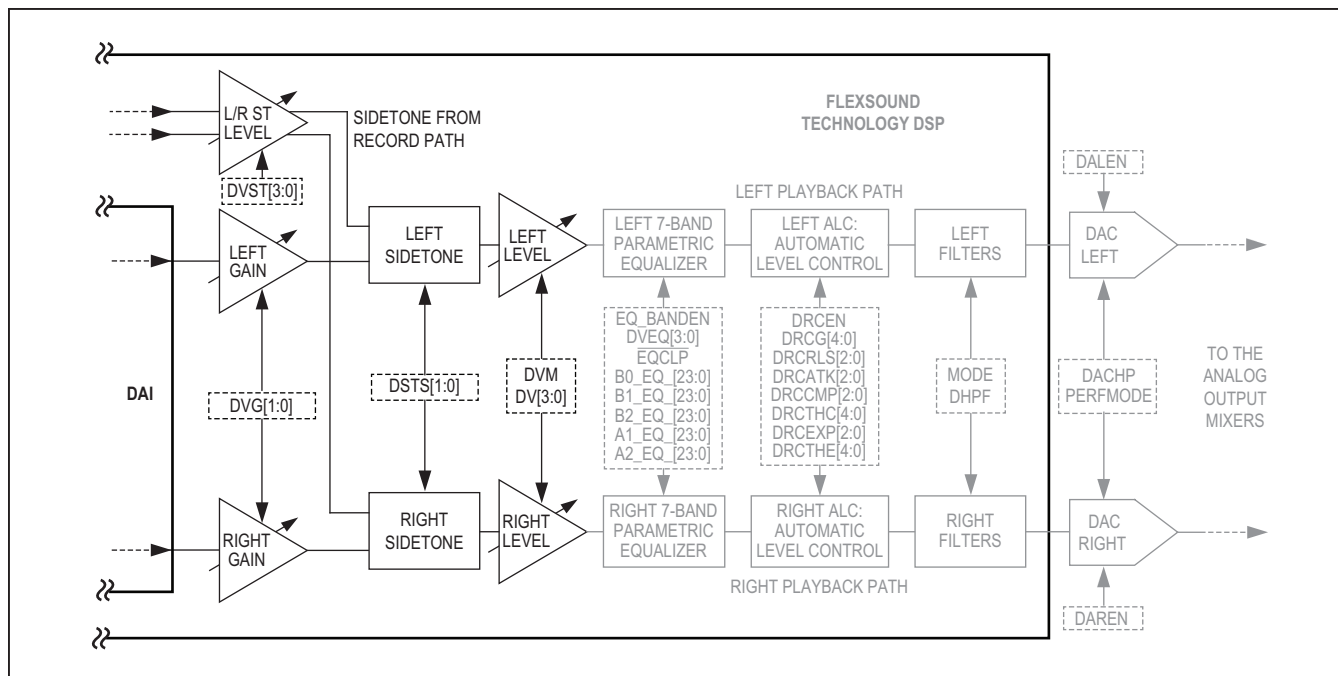 L/R ST
LEVEL
SIDETONE FROM
RECORD PATH
FLEXSOUND
TECHNOLOGY DSP
DVST[3:0]
DALEN
LEFT PLAYBACK PATH
LEFT
GAIN
LEFT
SIDETONE
LEFT
LEVEL
LEFT 7-BAND
PARAMETRIC
EQUALIZER
LEFT ALC:
AUTOMATIC
LEVEL CONTROL
LEFT
FILTERS
DAC
LEFT
DAI
DVG[1:0]
DSTS[1:0]
DVM
DV[3:0]
EQ_BANDEN
DVEQ[3:0]
EQCLP
B0_EQ_[23:0]
B1_EQ_[23:0]
B2_EQ_[23:0]
A1_EQ_[23:0]
A2_EQ_[23:0]
DRCEN
DRCG[4:0]
DRCRLS[2:0]
DRCATK[2:0]
DRCCMP[2:0]
DRCTHC[4:0]
DRCEXP[2:0]
DRCTHE[4:0]
MODE
DHPF
DACHP
PERFMODE
TO THE
ANALOG
OUTPUT
MIXERS
RIGHT
GAIN
RIGHT
SIDETONE
RIGHT
LEVEL
RIGHT 7-BAND
PARAMETRIC
EQUALIZER
RIGHT ALC:
AUTOMATIC
LEVEL CONTROL
RIGHT
FILTERS
DAC
RIGHT
RIGHT PLAYBACK PATH
DAREN